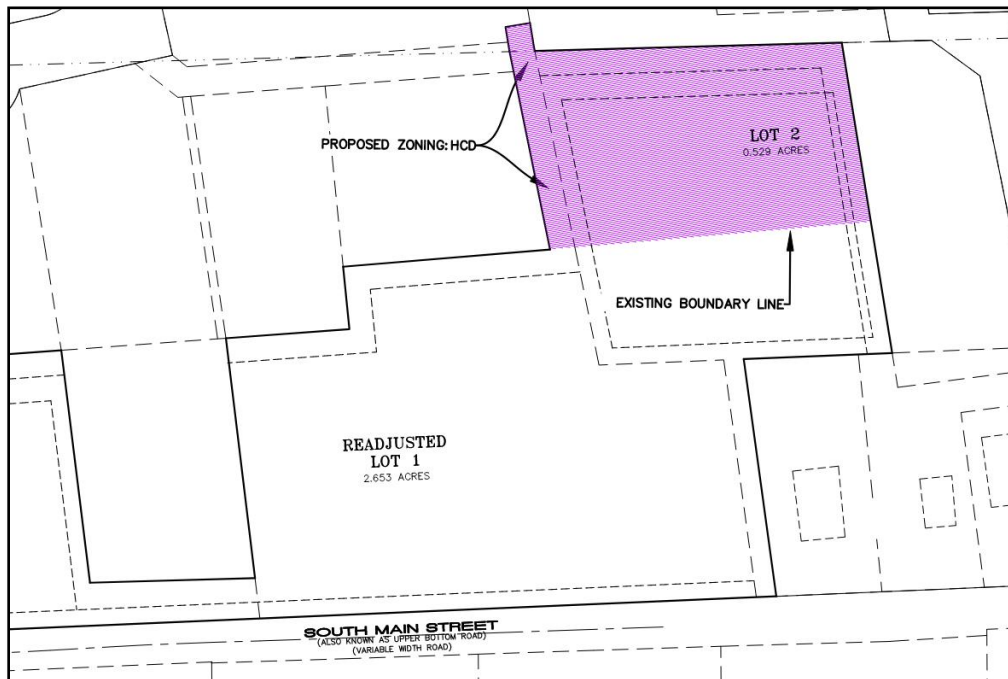 LOT 2
0.529 ACRES
PROPOSED ZONING: HCD
EXISTING BOUNDARY LINE
READJUSTED
LOT 1
2.653 ACRES
SOUTH MAIN STREET
(ALSO KNOWN AS UPPER BOTTOM ROAD)
(VARIABLE WIDTH ROAD)